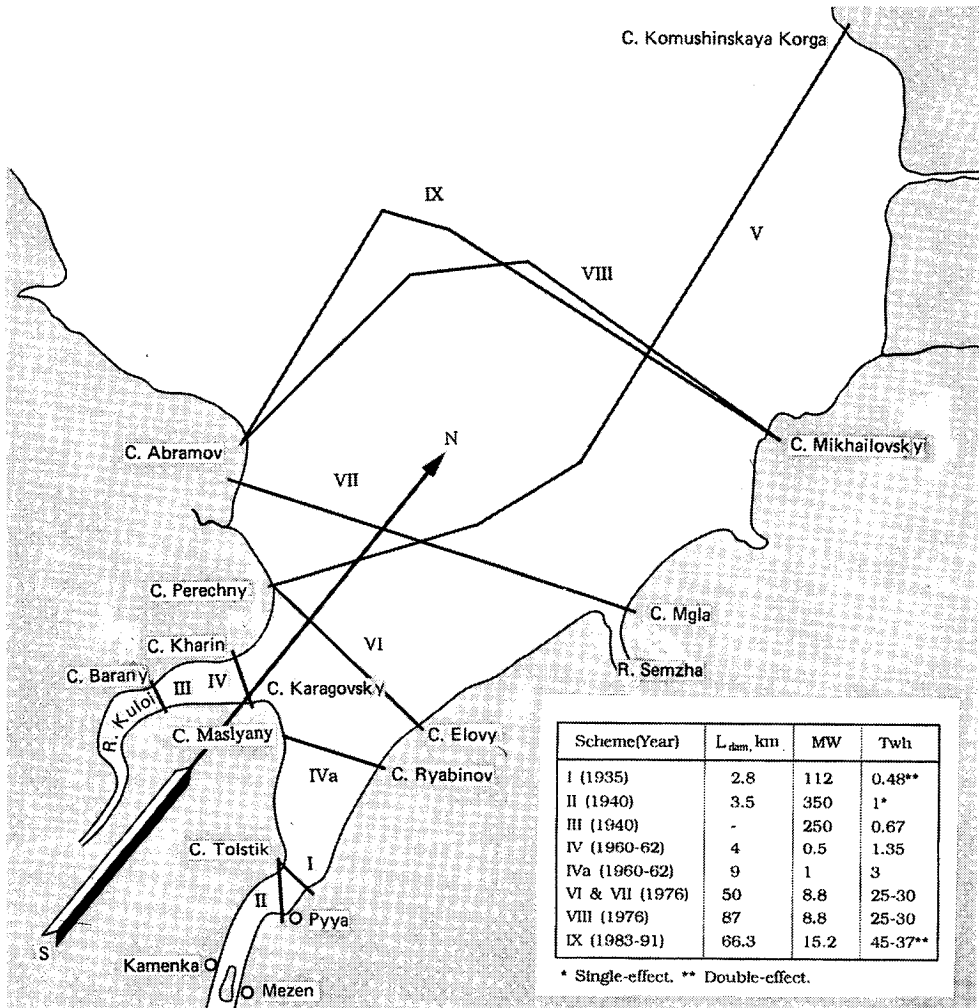 C. Komushinskaya Korga
IX
V
VIII
N
C. Abramov
C. Mikhailovskyi
VII
C. Perechny
C. Mgla
C. Kharin
VI
R. Semzha
C. Barany
III
IV
C. Karagovsky
R. Kuloi
C. Maslyany
C. Elovy
IVa
C. Ryabinov
C. Tolstik
I
II
Pyya
S
Kamenka
Mezen
Scheme(Year) L dam, km MW Twh
I (1935) 2.8 112 0.48**
II (1940) 3.5 350 1*
III (1940) - 250 0.67
IV (1960-62) 4 0.5 1.35
IVa (1960-62) 9 1 3
VI & VII (1976) 50 8.8 25-30
VIII (1976) 87 8.8 25-30
IX (1983-91) 66.3 15.2 45-37**
* Single-effect. ** Double-effect.